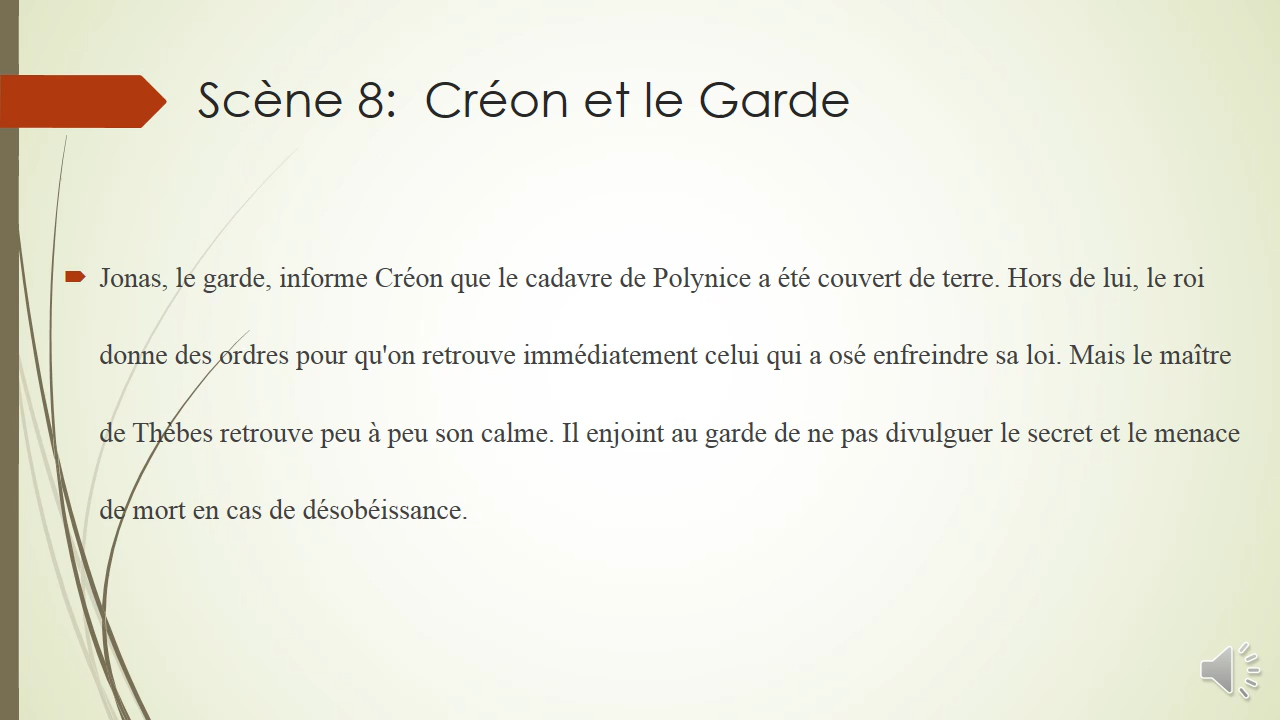 Scène 8: Créon et le Garde
Jonas, le garde, informe Créon que le cadavre de Polynice a été couvert de terre. Hors de lui, le roi
donne des ordres pour qu'on retrouve immédiatement celui qui a osé enfreindre sa loi. Mais le maître
de Thèbes retrouve peu à peu son calme. Il enjoint au garde de ne pas divulguer le secret et le menace
de mort en cas de désobéissance.